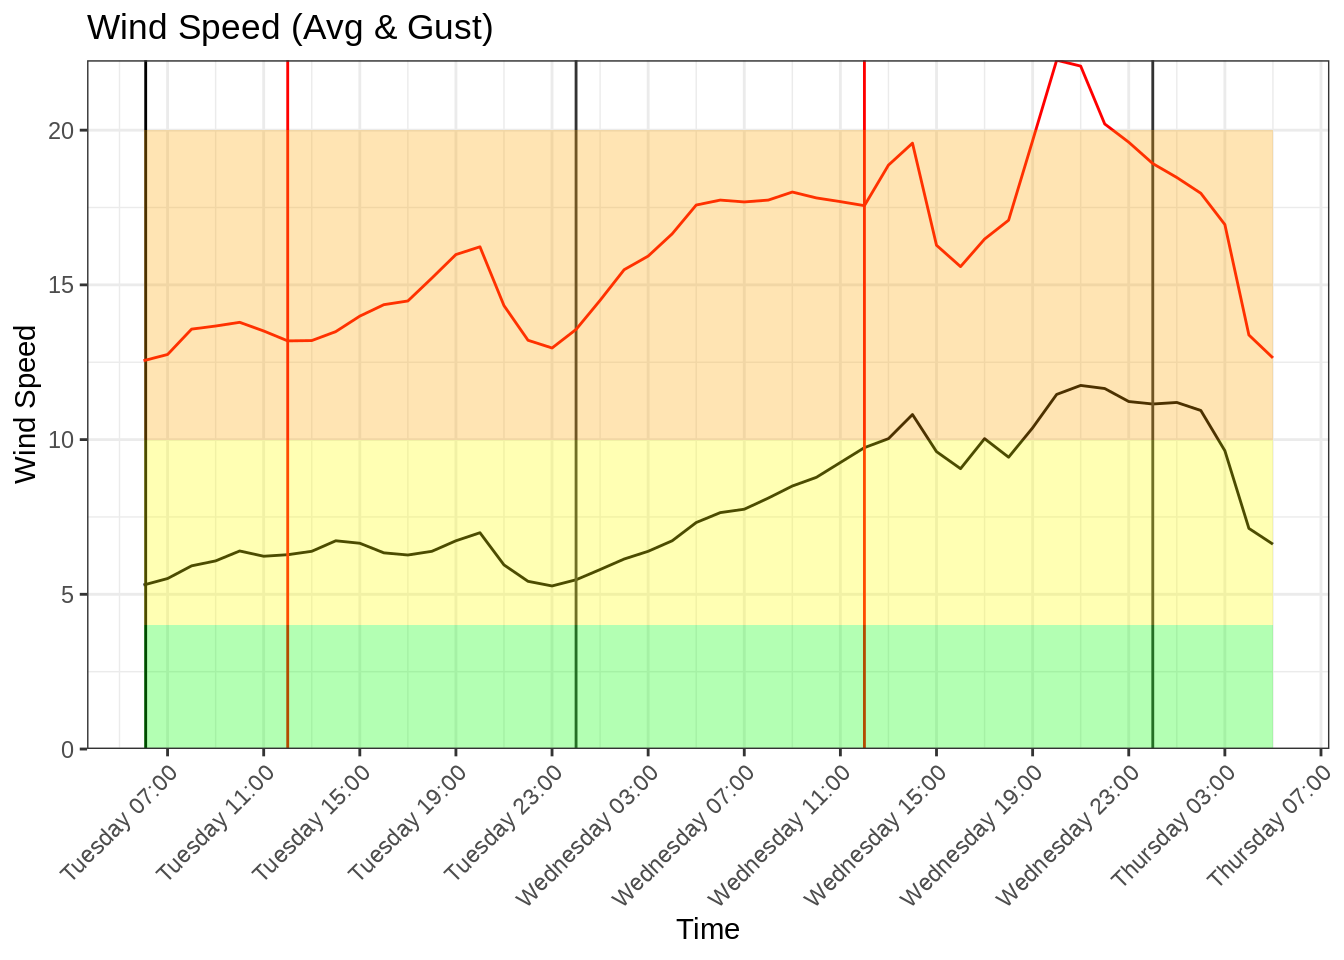 Wind Speed (Avg & Gust)
Wind Speed
20
15
10
5
0
Tuesday 07:00
Tuesday 11:00
Tuesday 15:00
Tuesday 19:00
Tuesday 23:00
Wednesday 03:00
Wednesday 07:00
Wednesday 11:00
Wednesday 15:00
Wednesday 19:00
Wednesday 23:00
Thursday 03:00
Thursday 07:00
Time